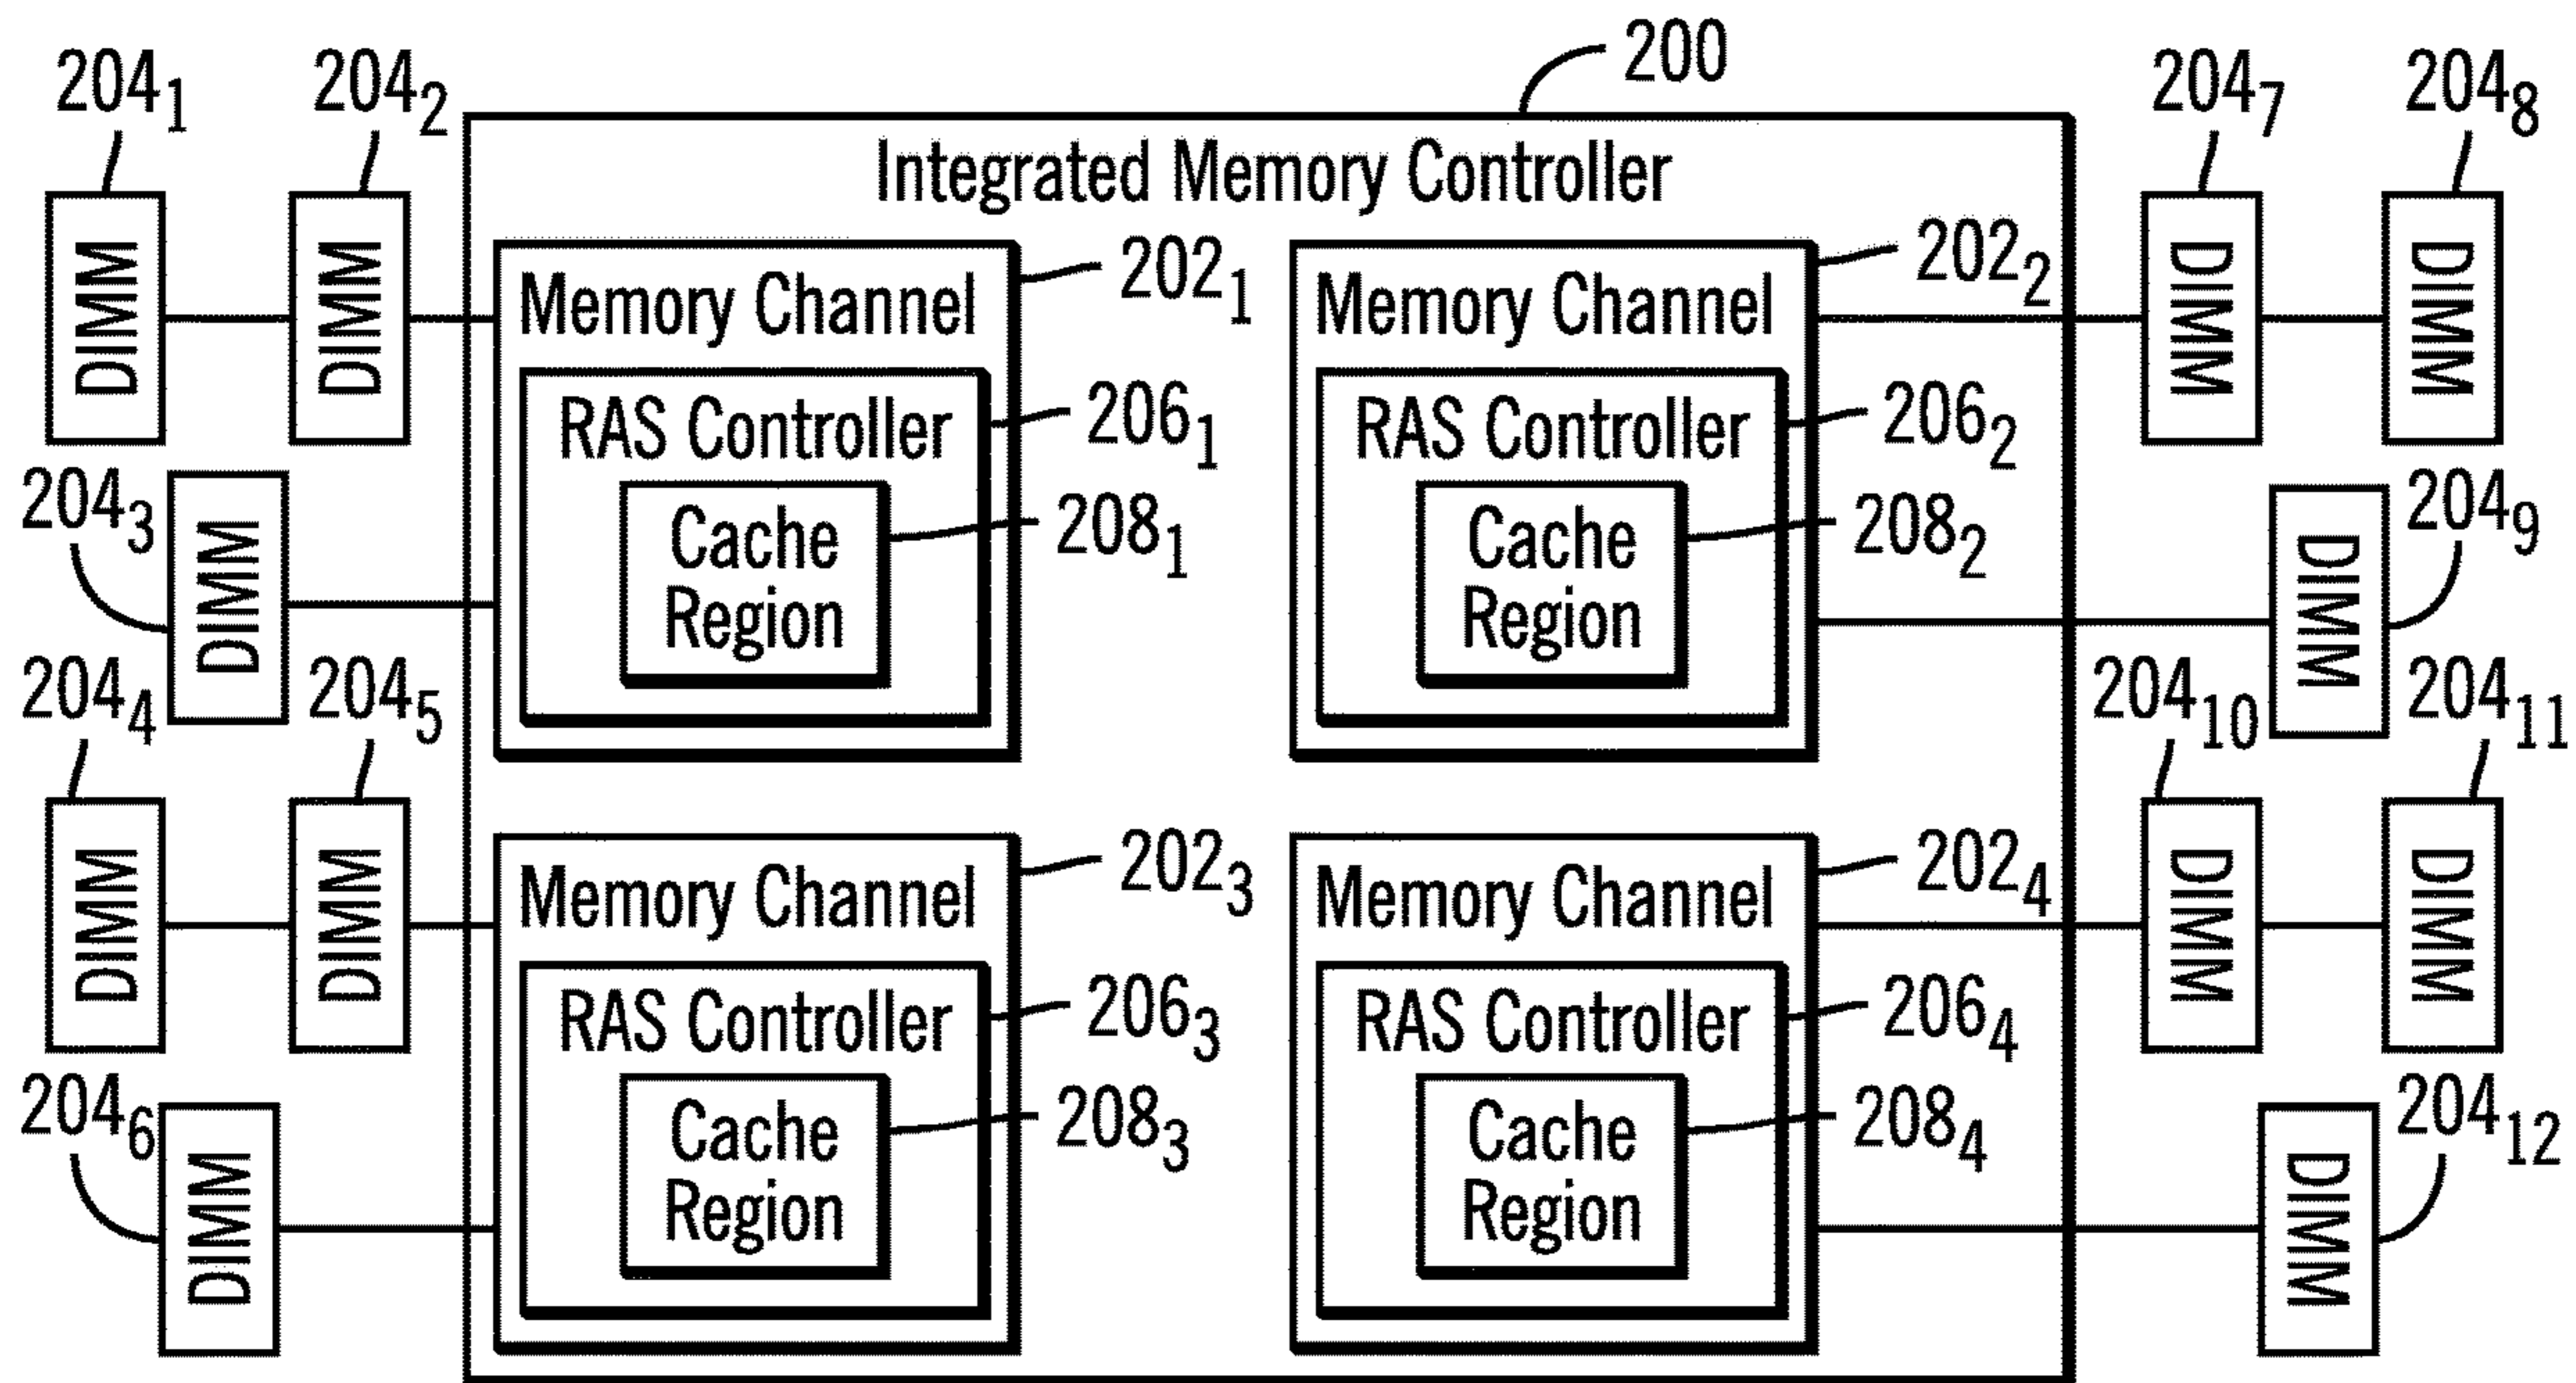 200
204₁ 204₂ 204₇ 204₈
Integrated Memory Controller
DIMM DIMM DIMM DIMM
Memory Channel 202₁ Memory Channel 202₂
RAS Controller 206₁ RAS Controller 206₂
204₃ DIMM 204₉ DIMM
Cache 208₁ Cache 208₂
Region Region
204₄ 204₅ 204₁₀ 204₁₁
DIMM DIMM DIMM DIMM
Memory Channel 202₃ Memory Channel 202₄
RAS Controller 206₃ RAS Controller 206₄
204₆ DIMM 204₁₂ DIMM
Cache 208₃ Cache 208₄
Region Region